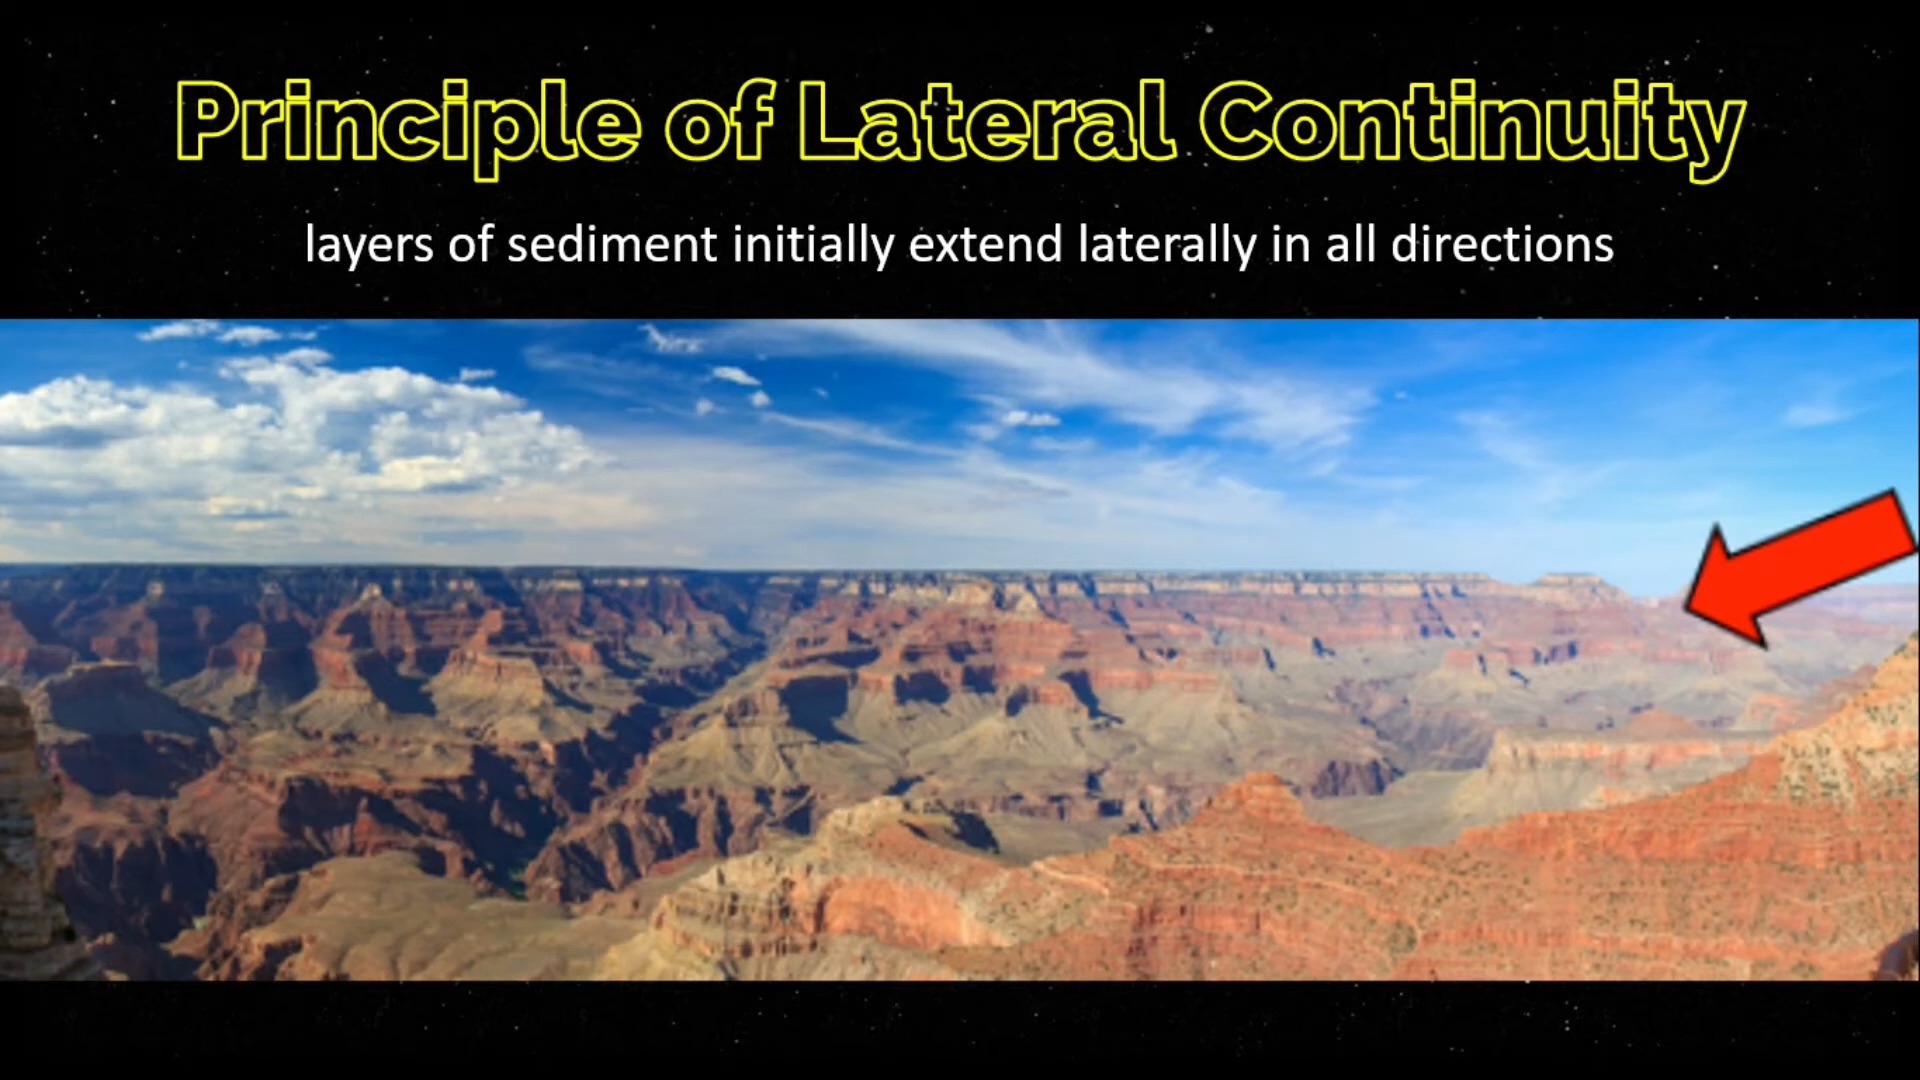 Principle of Lateral Continuity
layers of sediment initially extend laterally in all directions